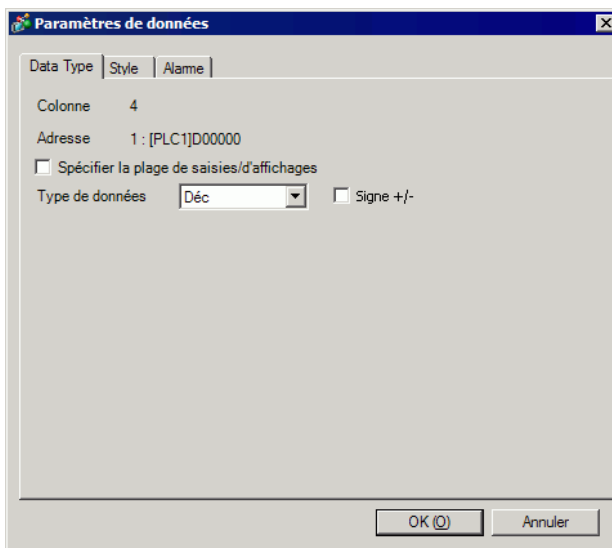 Paramètres de données
Data Type Style Alarme
Colonne 4
Adresse 1 : [PLC1]D00000
Spécifier la plage de saisies/d'affichages
Type de données Déc Signe +/-
OK (O) Annuler